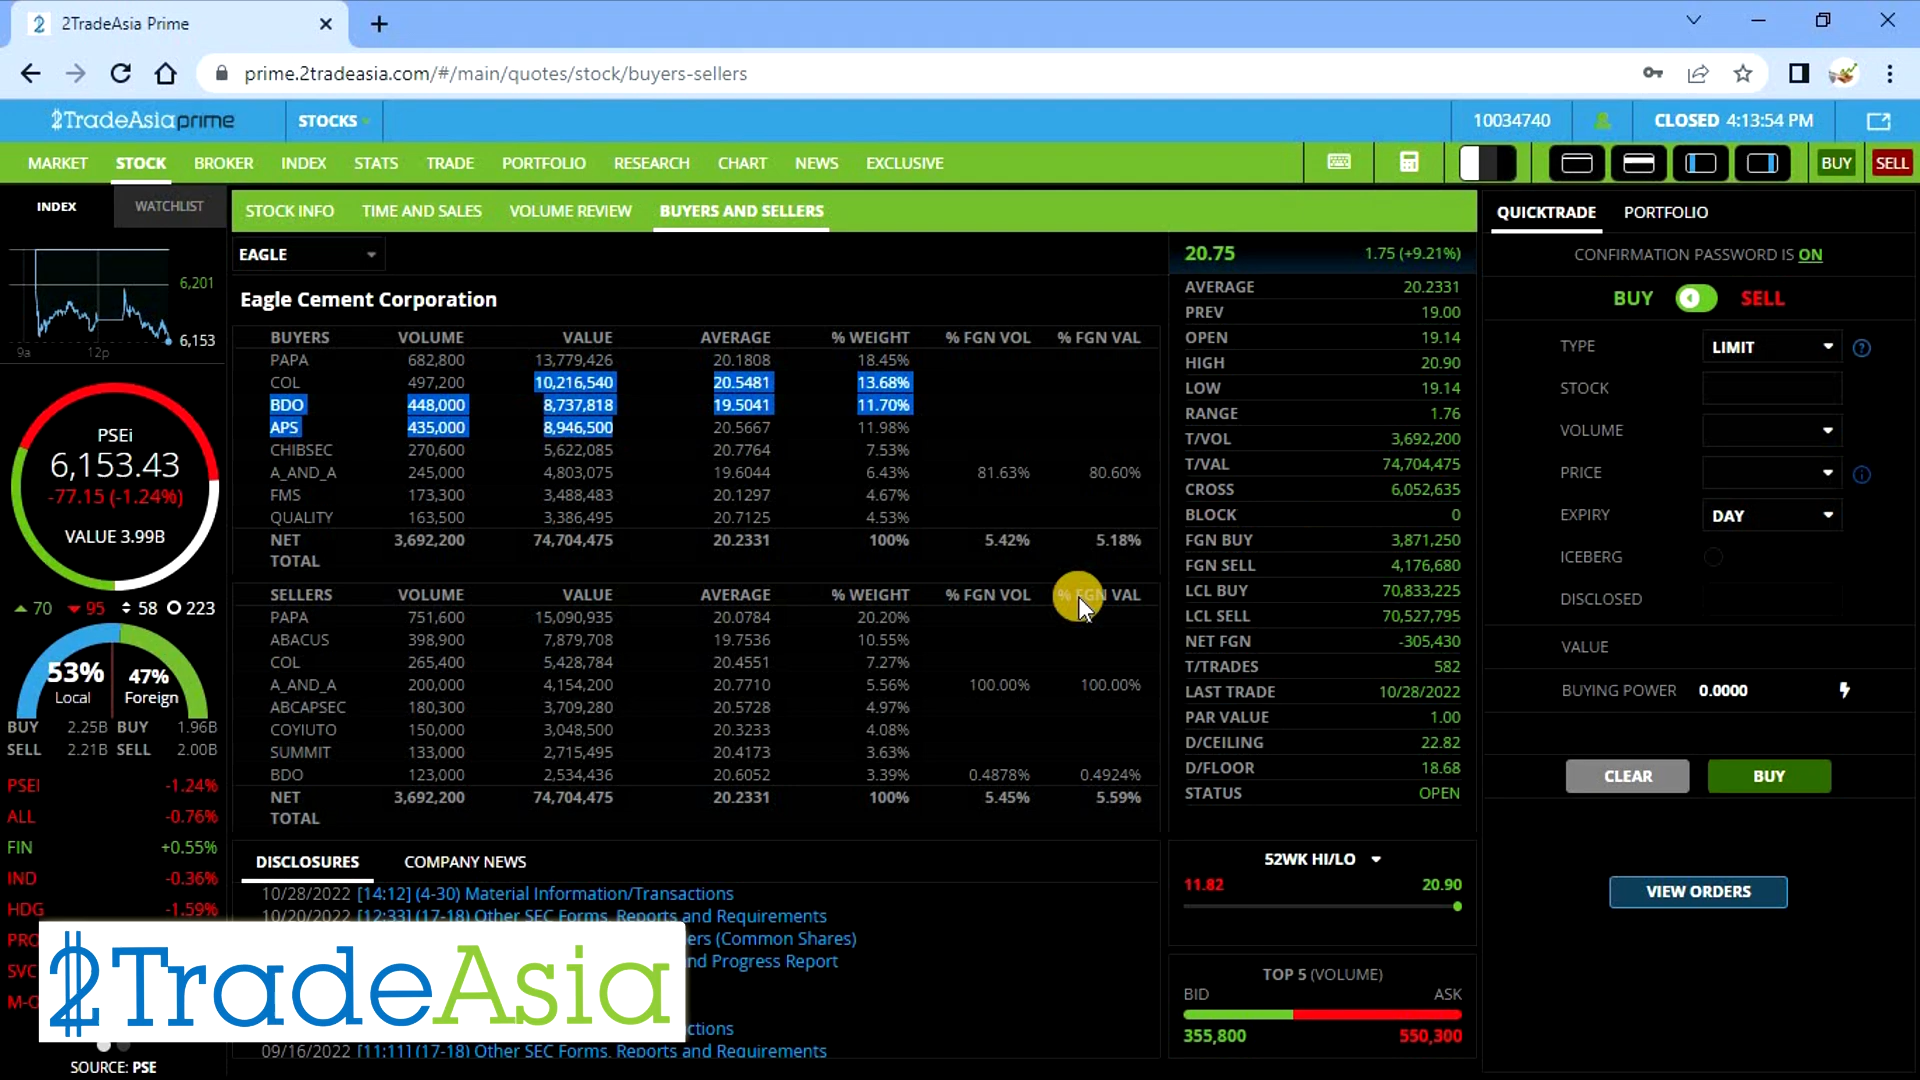 2TradeAsia Prime
prime.2tradeasia.com/#/main/quotes/stock/buyers-sellers
2TradeAsiaprime STOCKS 10034740 CLOSED 4:13:54 PM
MARKET STOCK BROKER INDEX STATS TRADE PORTFOLIO RESEARCH CHART NEWS EXCLUSIVE BUY SELL
INDEX WATCHLIST
6,201
6,153
9a 12p
PSEi
6,153.43
-77.15 (-1.24%)
VALUE 3.99B
70 95 58 223
53% Local 47% Foreign
BUY 2.25B BUY 1.96B
SELL 2.21B SELL 2.00B
PSEI -1.24%
ALL -0.76%
FIN +0.55%
IND -0.36%
HDG -1.59%
PRO
SVC
M-O
SOURCE: PSE
STOCK INFO TIME AND SALES VOLUME REVIEW BUYERS AND SELLERS
EAGLE
Eagle Cement Corporation
BUYERS VOLUME VALUE AVERAGE % WEIGHT % FGN VOL % FGN VAL
PAPA 682,800 13,779,426 20.1808 18.45%
COL 497,200 10,216,540 20.5481 13.68%
BDO 448,000 8,737,818 19.5041 11.70%
APS 435,000 8,946,500 20.5667 11.98%
CHIBSEC 270,600 5,622,085 20.7764 7.53%
A_AND_A 245,000 4,803,075 19.6044 6.43% 81.63% 80.60%
FMS 173,300 3,488,483 20.1297 4.67%
QUALITY 163,500 3,386,495 20.7125 4.53%
NET 3,692,200 74,704,475 20.2331 100% 5.42% 5.18%
TOTAL
SELLERS VOLUME VALUE AVERAGE % WEIGHT % FGN VOL % FGN VAL
PAPA 751,600 15,090,935 20.0784 20.20%
ABACUS 398,900 7,879,708 19.7536 10.55%
COL 265,400 5,428,784 20.4551 7.27%
A_AND_A 200,000 4,154,200 20.7710 5.56% 100.00% 100.00%
ABCAPSEC 180,300 3,709,280 20.5728 4.97%
COYIUTO 150,000 3,048,500 20.3233 4.08%
SUMMIT 133,000 2,715,495 20.4173 3.63%
BDO 123,000 2,534,436 20.6052 3.39% 0.4878% 0.4924%
NET 3,692,200 74,704,475 20.2331 100% 5.45% 5.59%
TOTAL
DISCLOSURES COMPANY NEWS
10/28/2022 [14:12] (4-30) Material Information/Transactions
10/20/2022 [12:33] (17-18) Other SEC Forms, Reports and Requirements
ers (Common Shares)
nd Progress Report
ctions
09/16/2022 [11:11] (17-18) Other SEC Forms, Reports and Requirements
2TradeAsia
20.75 1.75 (+9.21%)
AVERAGE 20.2331
PREV 19.00
OPEN 19.14
HIGH 20.90
LOW 19.14
RANGE 1.76
T/VOL 3,692,200
T/VAL 74,704,475
CROSS 6,052,635
BLOCK 0
FGN BUY 3,871,250
FGN SELL 4,176,680
LCL BUY 70,833,225
LCL SELL 70,527,795
NET FGN -305,430
T/TRADES 582
LAST TRADE 10/28/2022
PAR VALUE 1.00
D/CEILING 22.82
D/FLOOR 18.68
STATUS OPEN
52WK HI/LO
11.82 20.90
TOP 5 (VOLUME)
BID ASK
355,800 550,300
QUICKTRADE PORTFOLIO
CONFIRMATION PASSWORD IS ON
BUY SELL
TYPE LIMIT
STOCK
VOLUME
PRICE
EXPIRY DAY
ICEBERG
DISCLOSED
VALUE
BUYING POWER 0.0000
CLEAR BUY
VIEW ORDERS